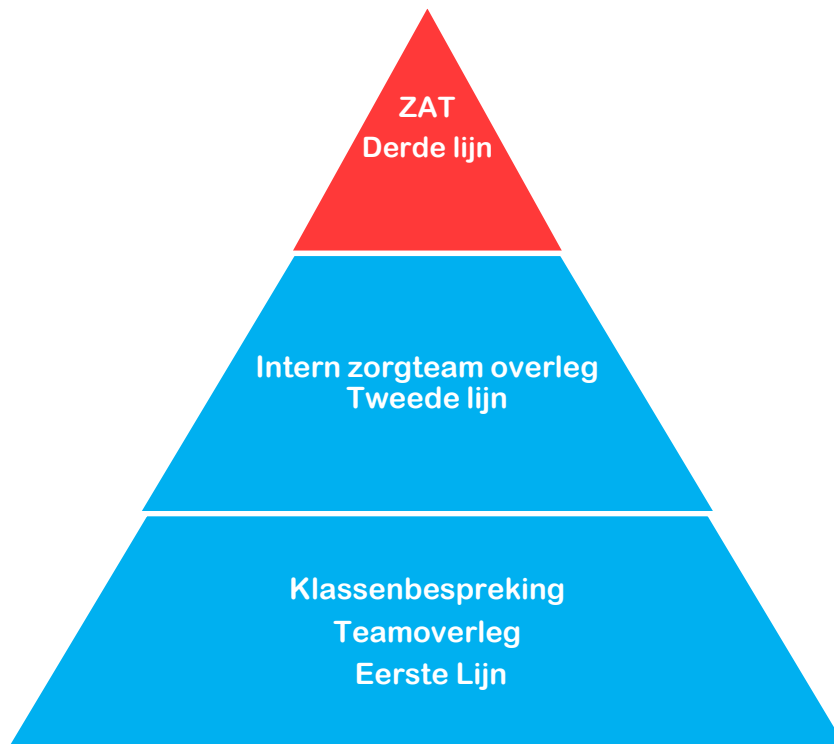 ZAT
Derde lijn
Intern zorgteam overleg
Tweede lijn
Klassenbespreking
Teamoverleg
Eerste Lijn